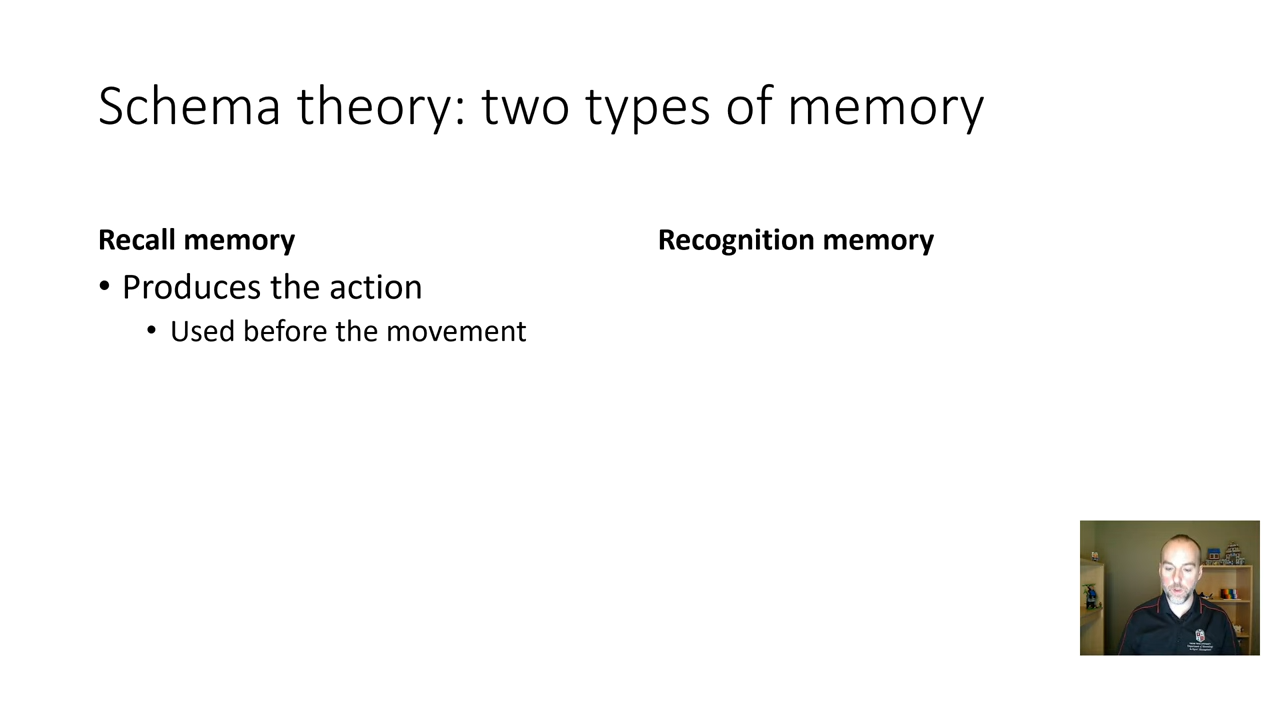 Schema theory: two types of memory
Recall memory
• Produces the action
• Used before the movement
Recognition memory